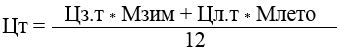 Цт = Цз.т * Мзим + Цл.т * Млето
12